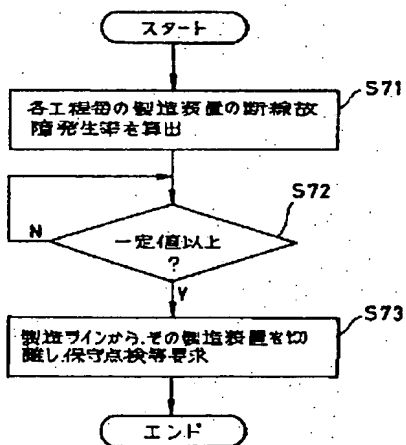 スタート
S71
各工程毎の製造装置の断線故
障発生率を算出
S72
N
一定値以上
?
Y
S73
製造ラインから、その製造装置を切
離し保守点検等要求
エンド